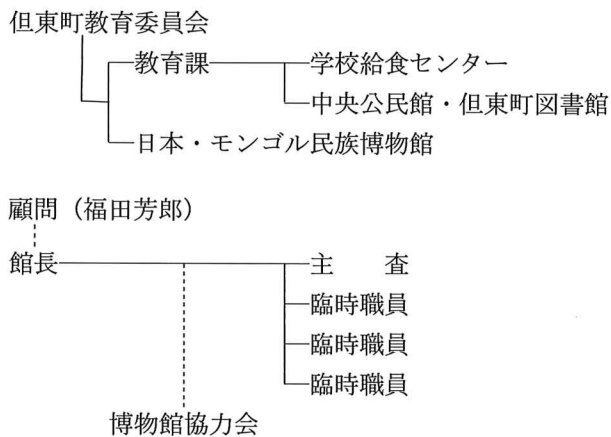 但東町教育委員会
教育課 学校給食センター
中央公民館・但東町図書館
日本・モンゴル民族博物館
顧問（福田芳郎）
館長 主　査
臨時職員
臨時職員
臨時職員
博物館協力会